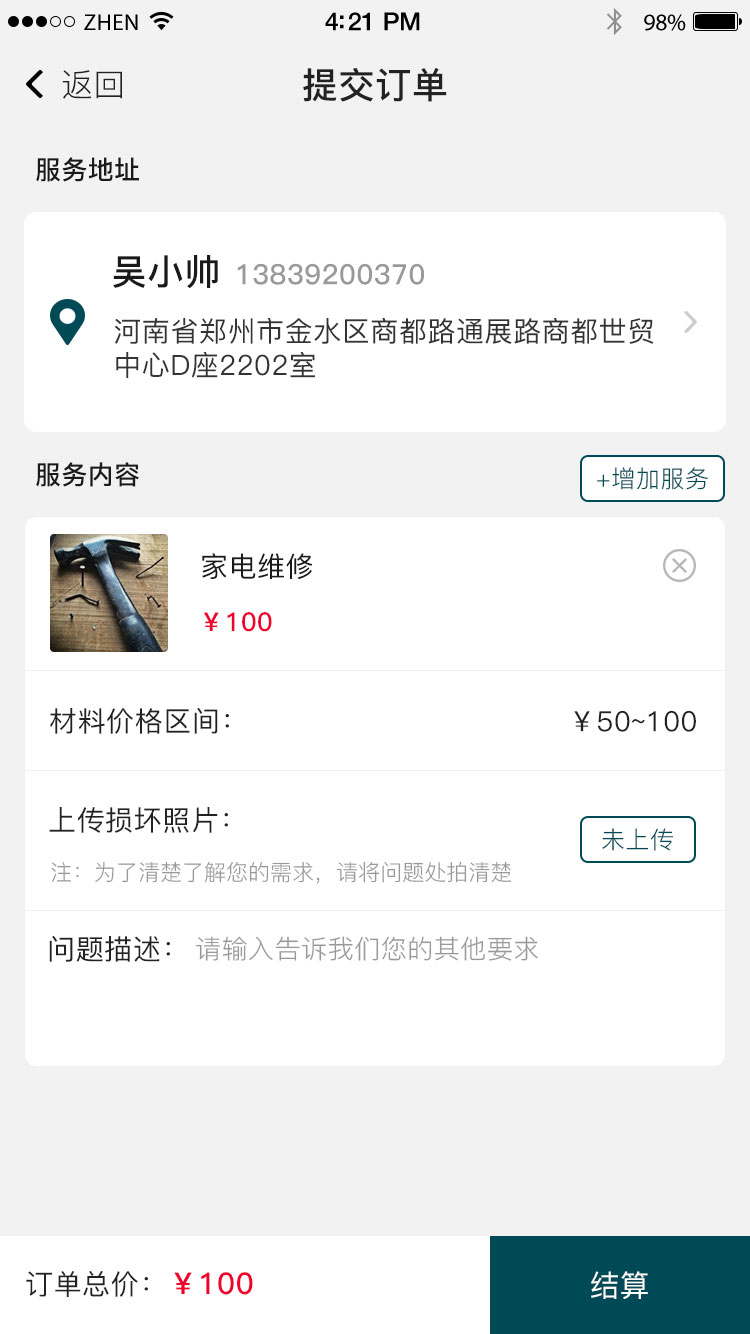 ZHEN 4:21 PM 98%
返回 提交订单
服务地址
吴小帅 13839200370
河南省郑州市金水区商都路通展路商都世贸
中心D座2202室
服务内容 +增加服务
家电维修
¥100
材料价格区间： ¥50~100
上传损坏照片：
未上传
注：为了清楚了解您的需求，请将问题处拍清楚
问题描述： 请输入告诉我们您的其他要求
订单总价： ¥100 结算